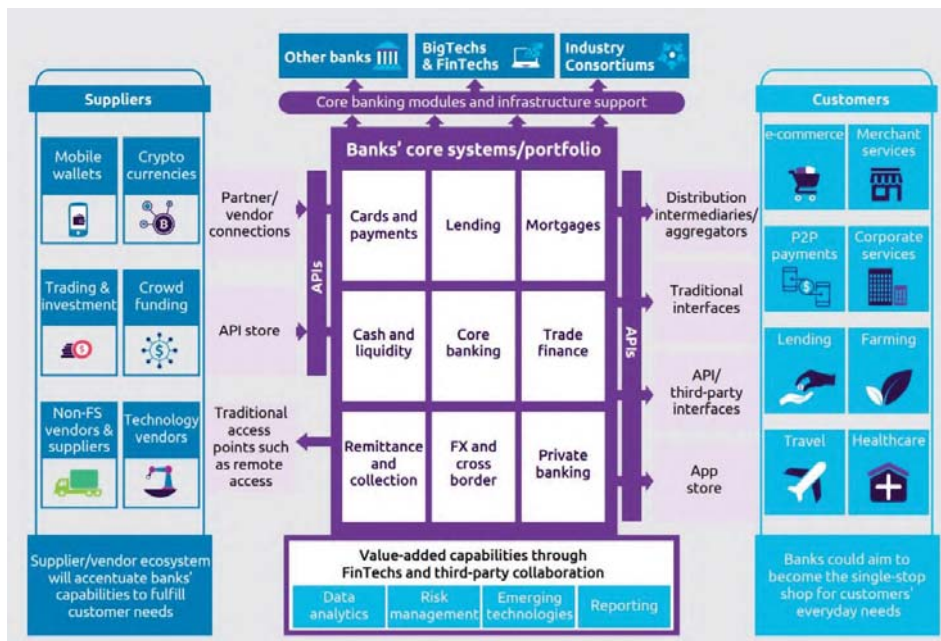 Other banks
BigTechs
& FinTechs
Industry
Consortiums
Core banking modules and infrastructure support
Suppliers
Mobile
wallets
Crypto
currencies
Trading &
investment
Crowd
funding
Non-FS
vendors &
suppliers
Technology
vendors
Supplier/vendor ecosystem
will accentuate banks'
capabilities to fulfill
customer needs
Partner/
vendor
connections
API store
Traditional
access
points such
as remote
access
APIs
Banks' core systems/portfolio
Cards and
payments
Lending
Mortgages
Cash and
liquidity
Core
banking
Trade
finance
Remittance
and
collection
FX and
cross
border
Private
banking
Value-added capabilities through
FinTechs and third-party collaboration
Data
analytics
Risk
management
Emerging
technologies
Reporting
APIs
Distribution
intermediaries/
aggregators
Traditional
interfaces
API/
third-party
interfaces
App
store
Customers
e-commerce
Merchant
services
P2P
payments
Corporate
services
Lending
Farming
Travel
Healthcare
Banks could aim to
become the single-stop
shop for customers'
everyday needs